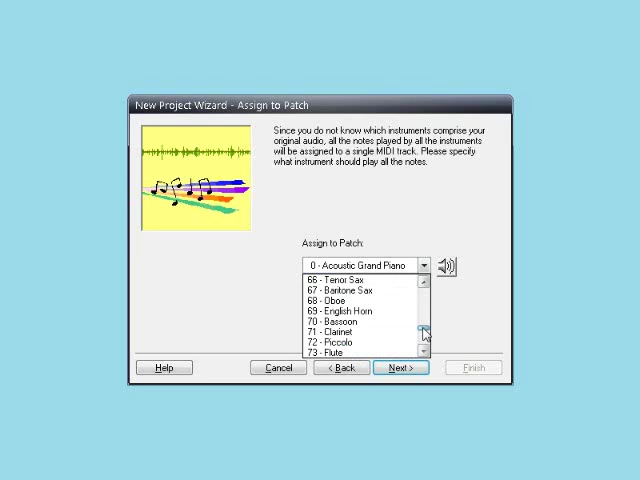 New Project Wizard - Assign to Patch
Since you do not know which instruments comprise your
original audio, all the notes played by all the instruments
will be assigned to a single MIDI track. Please specify
what instrument should play all the notes.
Assign to Patch:
0 - Acoustic Grand Piano
66 - Tenor Sax
67 - Baritone Sax
68 - Oboe
69 - English Horn
70 - Bassoon
71 - Clarinet
72 - Piccolo
73 - Flute
Help
Cancel
< Back
Next >
Finish